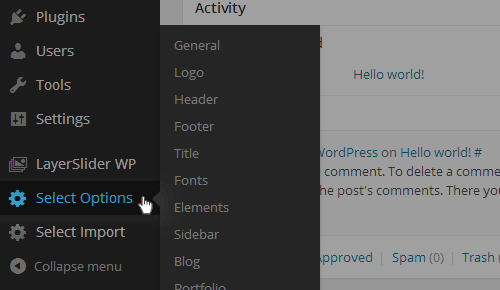 Plugins
Users
Tools
Settings
LayerSlider WP
Select Options
Select Import
Collapse menu
General
Logo
Header
Footer
Title
Fonts
Elements
Sidebar
Blog
Portfolio
Activity
Hello world!
WordPress on Hello world! #
comment. To delete a comme
he post's comments. There you
Approved | Spam (0) | Trash (